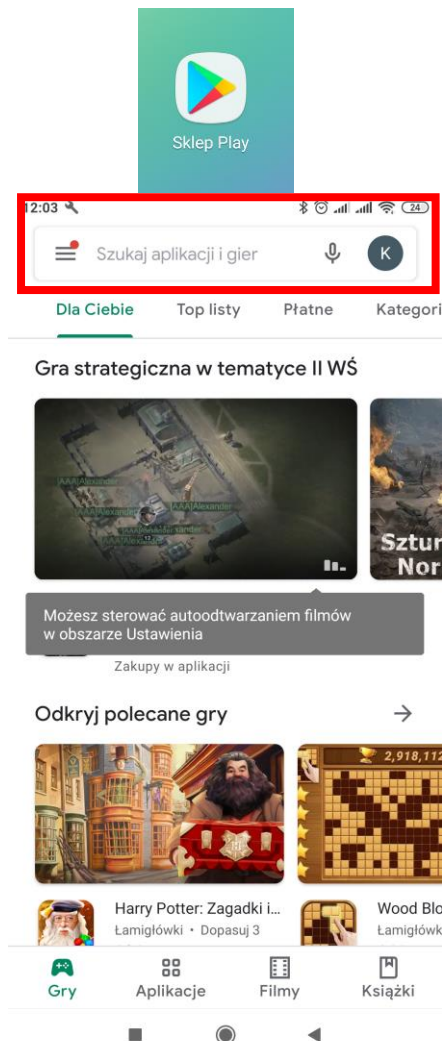 Sklep Play
12:03
24
Szukaj aplikacji i gier
K
Dla Ciebie Top listy Płatne Kategori
Gra strategiczna w tematyce II WŚ
[AAA]Alexander
Sztur
Nor
Możesz sterować autoodtwarzaniem filmów
w obszarze Ustawienia
Zakupy w aplikacji
Odkryj polecane gry
2,918,112
Harry Potter: Zagadki i...
Łamigłówki • Dopasuj 3
Wood Blo
Łamigłówk
Gry Aplikacje Filmy Książki